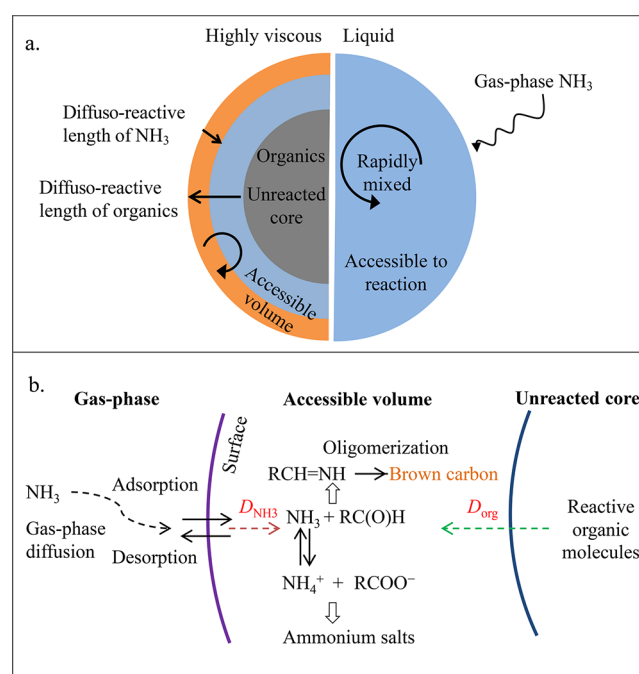 a.
Highly viscous
Liquid
Gas-phase NH₃
Diffuso-reactive
length of NH₃
Diffuso-reactive
length of organics
Organics
Unreacted
core
Accessible
volume
Rapidly
mixed
Accessible to
reaction
b.
Gas-phase
Accessible volume
Unreacted core
Surface
Oligomerization
RCH=NH
Brown carbon
NH₃
Adsorption
Gas-phase
diffusion
Desorption
D_NH3
NH₃ + RC(O)H
D_org
Reactive
organic
molecules
NH₄⁺ + RCOO⁻
Ammonium salts